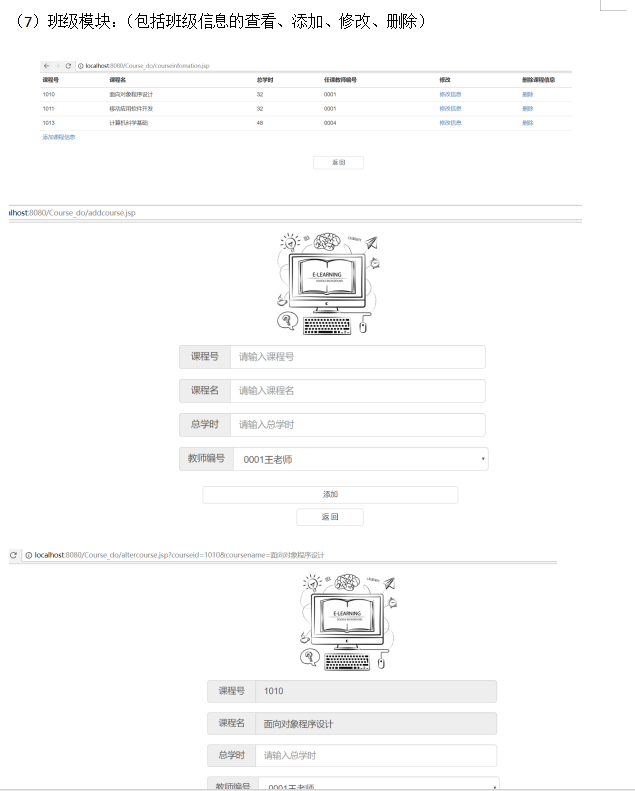 （7）班级模块：（包括班级信息的查看、添加、修改、删除）
localhost:8080/Course_do/courseinfomation.jsp
课程号 课程名 总学时 任课教师编号 修改 删除课程信息
1010 面向对象程序设计 32 0001 修改信息 删除
1011 移动应用软件开发 32 0001 修改信息 删除
1013 计算机科学基础 48 0004 修改信息 删除
添加课程信息
返回
lhost:8080/Course_do/addcourse.jsp
E-LEARNING
课程号 请输入课程号
课程名 请输入课程名
总学时 请输入总学时
教师编号 0001王老师
添加
返回
localhost:8080/Course_do/altercourse.jsp?courseid=1010&coursename=面向对象程序设计
E-LEARNING
课程号 1010
课程名 面向对象程序设计
总学时 请输入总学时
教师编号 0001王老师